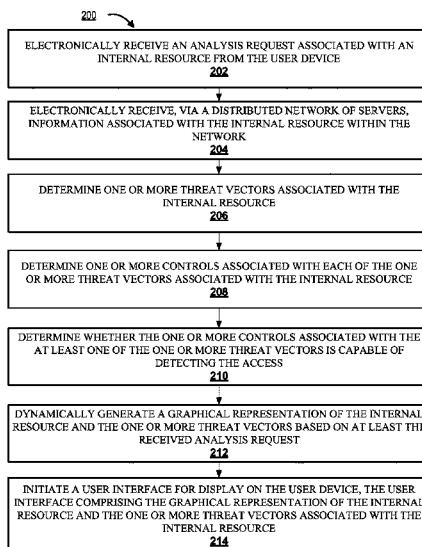 200
ELECTRONICALLY RECEIVE AN ANALYSIS REQUEST ASSOCIATED WITH AN
INTERNAL RESOURCE FROM THE USER DEVICE
202
ELECTRONICALLY RECEIVE, VIA A DISTRIBUTED NETWORK OF SERVERS,
INFORMATION ASSOCIATED WITH THE INTERNAL RESOURCE WITHIN THE
NETWORK
204
DETERMINE ONE OR MORE THREAT VECTORS ASSOCIATED WITH THE
INTERNAL RESOURCE
206
DETERMINE ONE OR MORE CONTROLS ASSOCIATED WITH EACH OF THE ONE
OR MORE THREAT VECTORS ASSOCIATED WITH THE INTERNAL RESOURCE
208
DETERMINE WHETHER THE ONE OR MORE CONTROLS ASSOCIATED WITH THE
AT LEAST ONE OF THE ONE OR MORE THREAT VECTORS IS CAPABLE OF
DETECTING THE ACCESS
210
DYNAMICALLY GENERATE A GRAPHICAL REPRESENTATION OF THE INTERNAL
RESOURCE AND THE ONE OR MORE THREAT VECTORS BASED ON AT LEAST THE
RECEIVED ANALYSIS REQUEST
212
INITIATE A USER INTERFACE FOR DISPLAY ON THE USER DEVICE, THE USER
INTERFACE COMPRISING THE GRAPHICAL REPRESENTATION OF THE INTERNAL
RESOURCE AND THE ONE OR MORE THREAT VECTORS ASSOCIATED WITH THE
INTERNAL RESOURCE
214